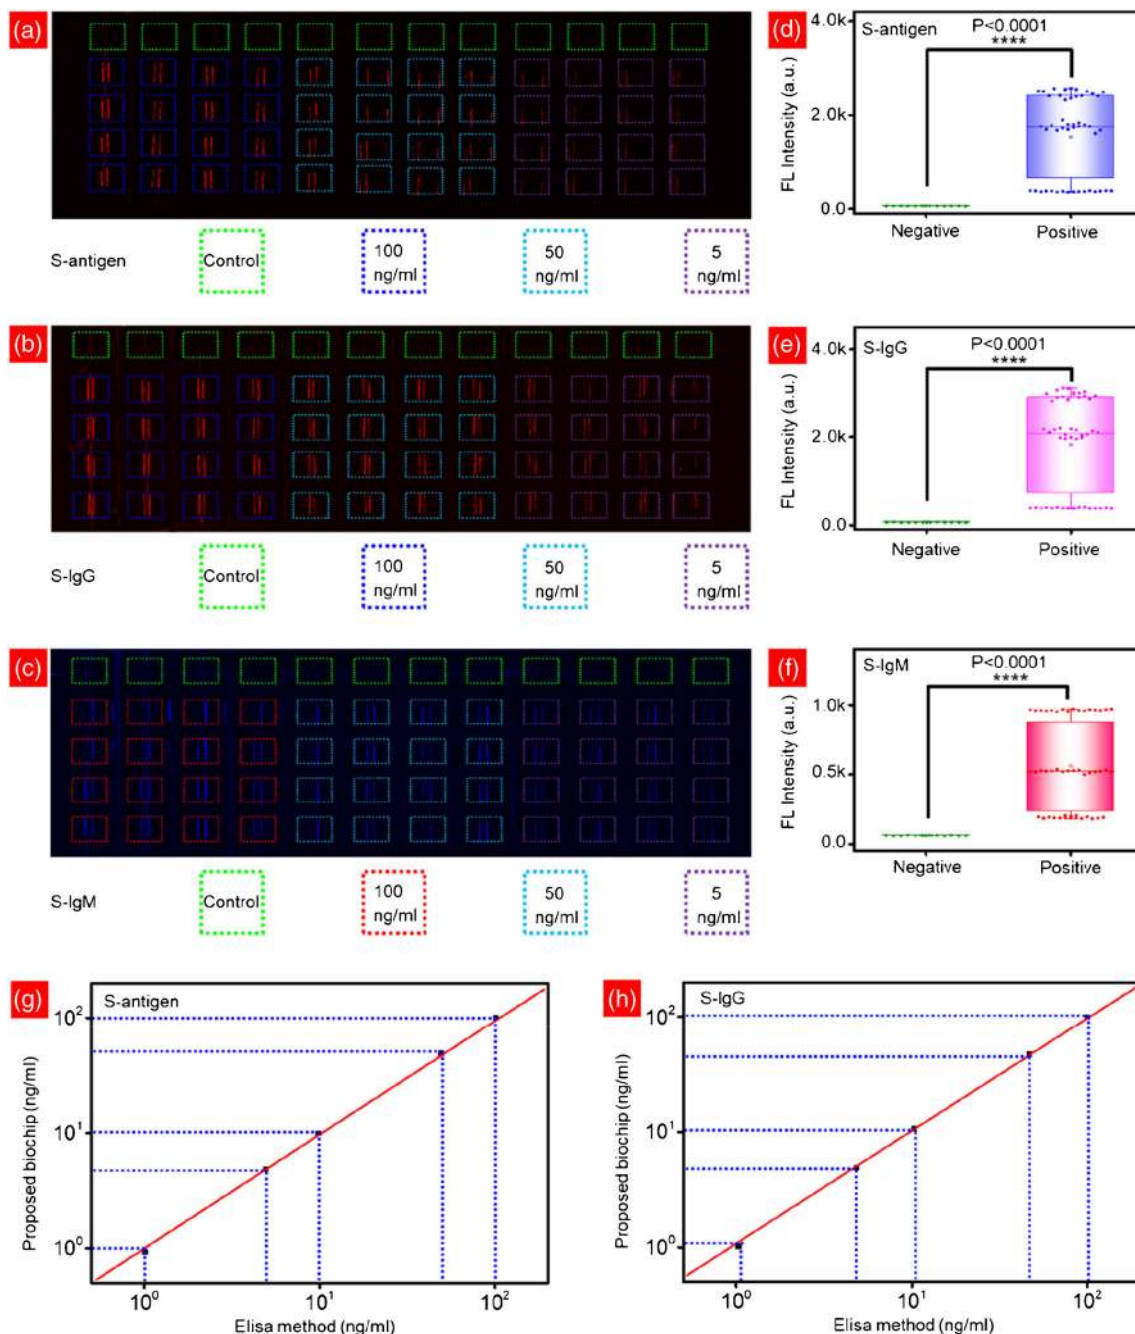 (a)
S-antigen
Control
100
ng/ml
50
ng/ml
5
ng/ml
(d)
S-antigen
P<0.0001
****
FL Intensity (a.u.)
4.0k
2.0k
0.0
Negative
Positive
(b)
S-IgG
Control
100
ng/ml
50
ng/ml
5
ng/ml
(e)
S-IgG
P<0.0001
****
FL Intensity (a.u.)
4.0k
2.0k
0.0
Negative
Positive
(c)
S-IgM
Control
100
ng/ml
50
ng/ml
5
ng/ml
(f)
S-IgM
P<0.0001
****
FL Intensity (a.u.)
1.0k
0.5k
0.0
Negative
Positive
(g)
S-antigen
Proposed biochip (ng/ml)
10²
10¹
10⁰
10⁰
10¹
10²
Elisa method (ng/ml)
(h)
S-IgG
Proposed biochip (ng/ml)
10²
10¹
10⁰
10⁰
10¹
10²
Elisa method (ng/ml)